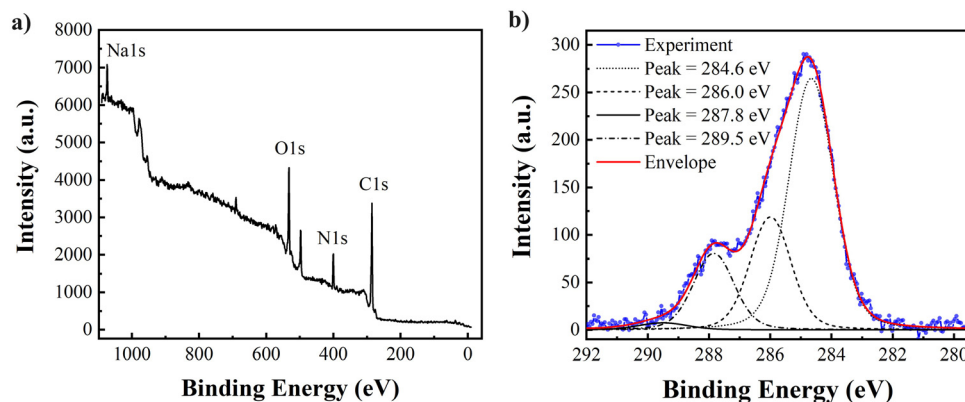 a)
8000
7000
6000
5000
4000
3000
2000
1000
0
Intensity (a.u.)
Na1s
O1s
C1s
N1s
1000 800 600 400 200 0
Binding Energy (eV)
b)
300
250
200
150
100
50
0
Intensity (a.u.)
Experiment
Peak = 284.6 eV
Peak = 286.0 eV
Peak = 287.8 eV
Peak = 289.5 eV
Envelope
292 290 288 286 284 282 280
Binding Energy (eV)